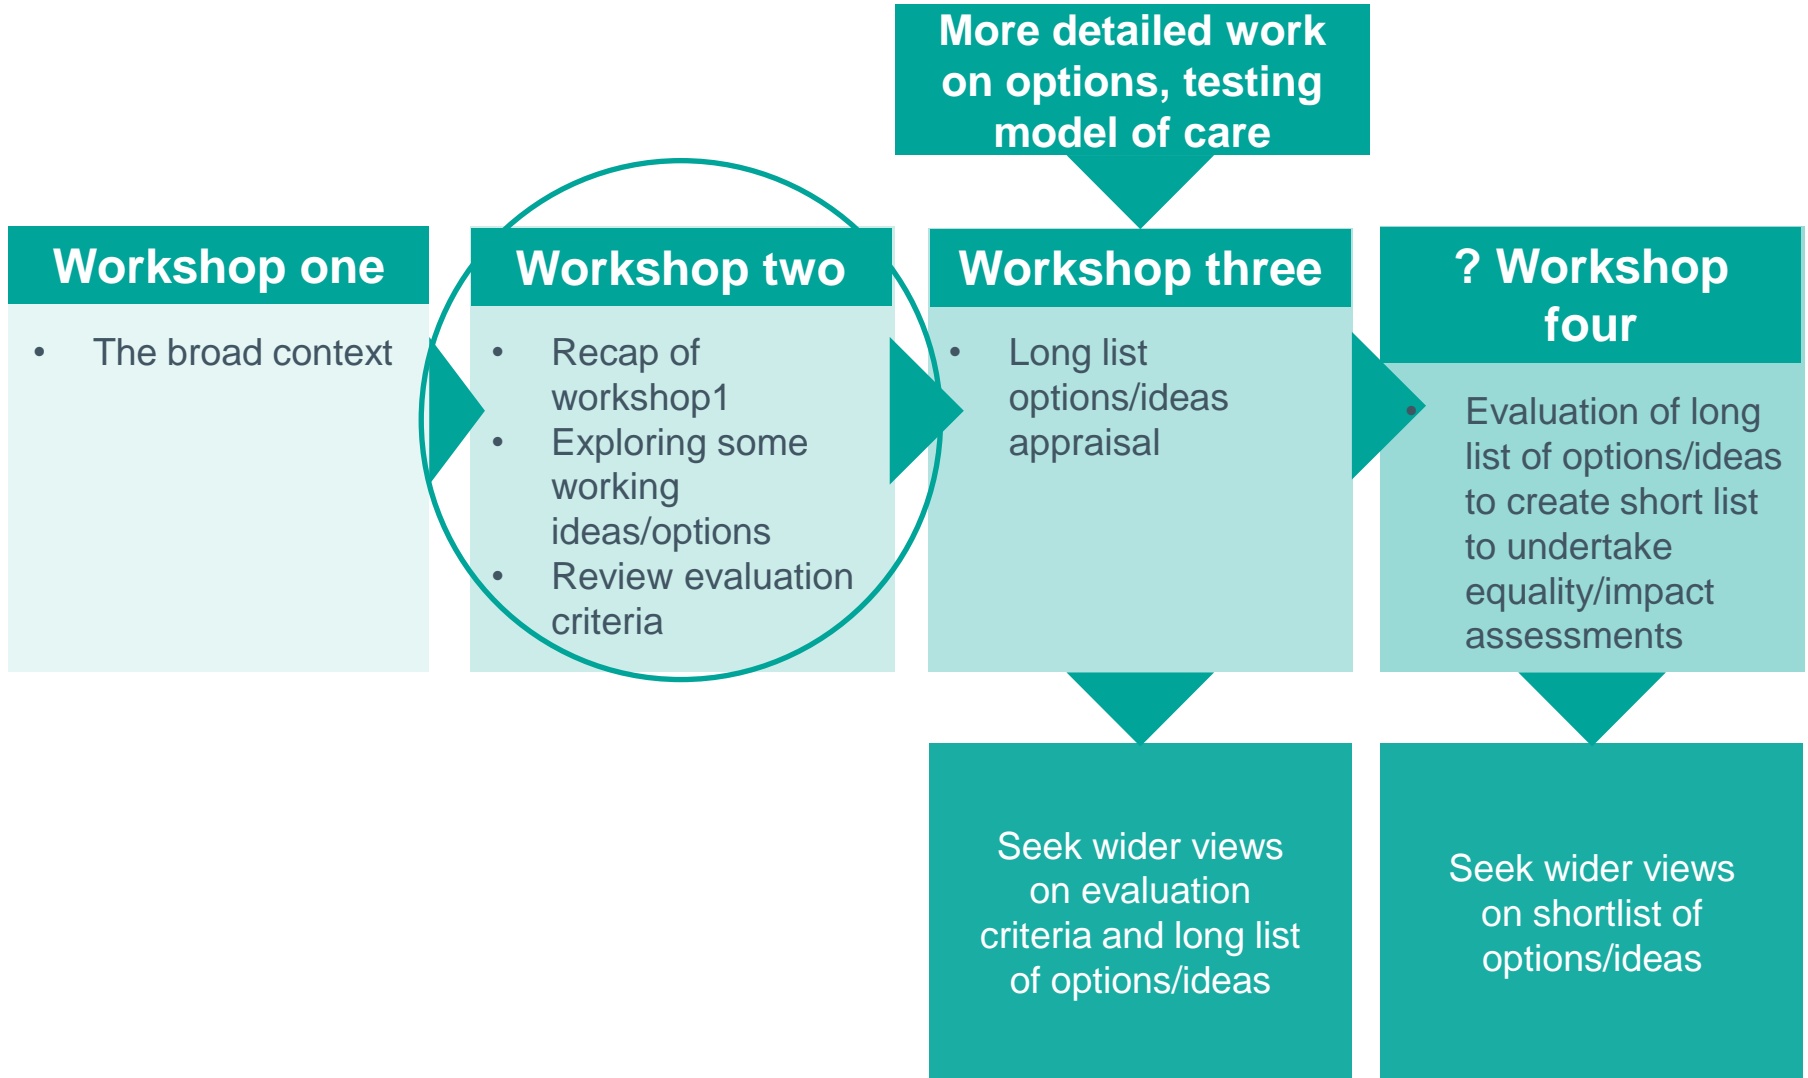 More detailed work
on options, testing
model of care
Workshop one
• The broad context
Workshop two
• Recap of
workshop1
• Exploring some
working
ideas/options
• Review evaluation
criteria
Workshop three
• Long list
options/ideas
appraisal
? Workshop
four
• Evaluation of long
list of options/ideas
to create short list
to undertake
equality/impact
assessments
Seek wider views
on evaluation
criteria and long list
of options/ideas
Seek wider views
on shortlist of
options/ideas